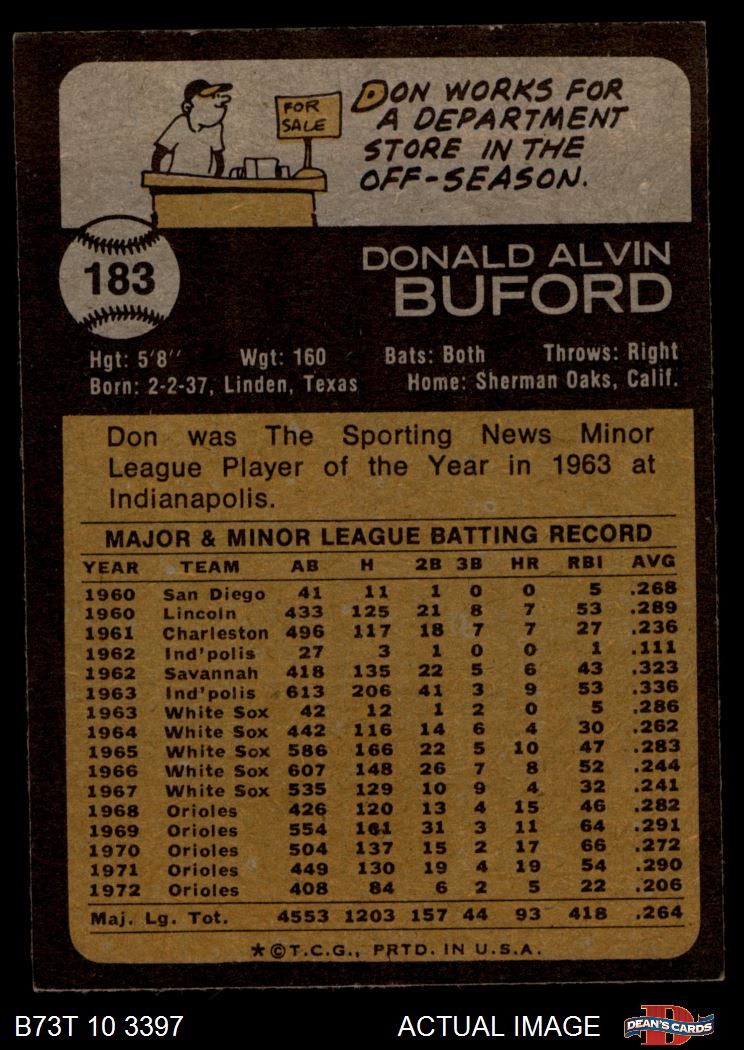 FOR
SALE
DON WORKS FOR
A DEPARTMENT
STORE IN THE
OFF-SEASON.
183
DONALD ALVIN
BUFORD
Hgt: 5'8" Wgt: 160 Bats: Both Throws: Right
Born: 2-2-37, Linden, Texas Home: Sherman Oaks, Calif.
Don was The Sporting News Minor
League Player of the Year in 1963 at
Indianapolis.
MAJOR & MINOR LEAGUE BATTING RECORD
YEAR TEAM AB H 2B 3B HR RBI AVG
1960 San Diego 41 11 1 0 0 5 .268
1960 Lincoln 433 125 21 8 7 53 .289
1961 Charleston 496 117 18 7 7 27 .236
1962 Ind'polis 27 3 1 0 0 1 .111
1962 Savannah 418 135 22 5 6 43 .323
1963 Ind'polis 613 206 41 3 9 53 .336
1963 White Sox 42 12 1 2 0 5 .286
1964 White Sox 442 116 14 6 4 30 .262
1965 White Sox 586 166 22 5 10 47 .283
1966 White Sox 607 148 26 7 8 52 .244
1967 White Sox 535 129 10 9 4 32 .241
1968 Orioles 426 120 13 4 15 46 .282
1969 Orioles 554 161 31 3 11 64 .291
1970 Orioles 504 137 15 2 17 66 .272
1971 Orioles 449 130 19 4 19 54 .290
1972 Orioles 408 84 6 2 5 22 .206
Maj. Lg. Tot. 4553 1203 157 44 93 418 .264
*©T.C.G., PRTD. IN U.S.A.
B73T 10 3397 ACTUAL IMAGE DEAN'S CARDS